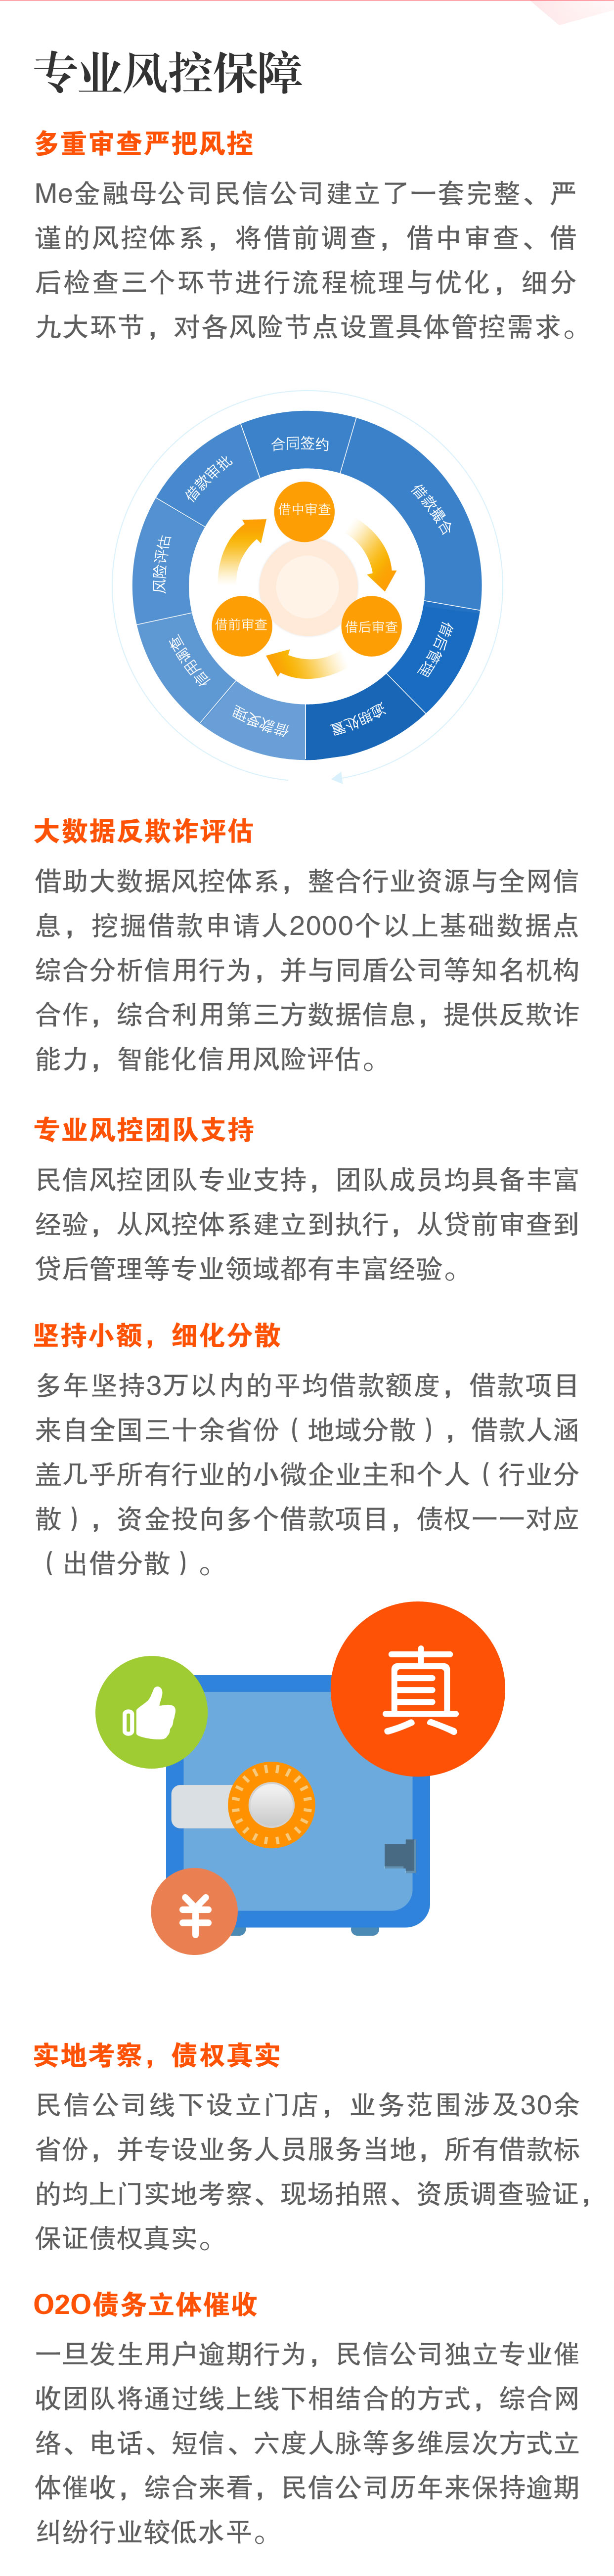 专业风控保障
多重审查严把风控
Me金融母公司民信公司建立了一套完整、严
谨的风控体系，将借前调查，借中审查、借
后检查三个环节进行流程梳理与优化，细分
九大环节，对各风险节点设置具体管控需求。
合同签约
借款审批
借款撮合
借中审查
风险评估
借前审查
借后审查
借后管理
信用调查
借款受理
逾期处置
大数据反欺诈评估
借助大数据风控体系，整合行业资源与全网信
息，挖掘借款申请人2000个以上基础数据点
综合分析信用行为，并与同盾公司等知名机构
合作，综合利用第三方数据信息，提供反欺诈
能力，智能化信用风险评估。
专业风控团队支持
民信风控团队专业支持，团队成员均具备丰富
经验，从风控体系建立到执行，从贷前审查到
贷后管理等专业领域都有丰富经验。
坚持小额，细化分散
多年坚持3万以内的平均借款额度，借款项目
来自全国三十余省份（地域分散），借款人涵
盖几乎所有行业的小微企业主和个人（行业分
散），资金投向多个借款项目，债权一一对应
（出借分散）。
真
¥
实地考察，债权真实
民信公司线下设立门店，业务范围涉及30余
省份，并专设业务人员服务当地，所有借款标
的均上门实地考察、现场拍照、资质调查验证，
保证债权真实。
O2O债务立体催收
一旦发生用户逾期行为，民信公司独立专业催
收团队将通过线上线下相结合的方式，综合网
络、电话、短信、六度人脉等多维层次方式立
体催收，综合来看，民信公司历年来保持逾期
纠纷行业较低水平。